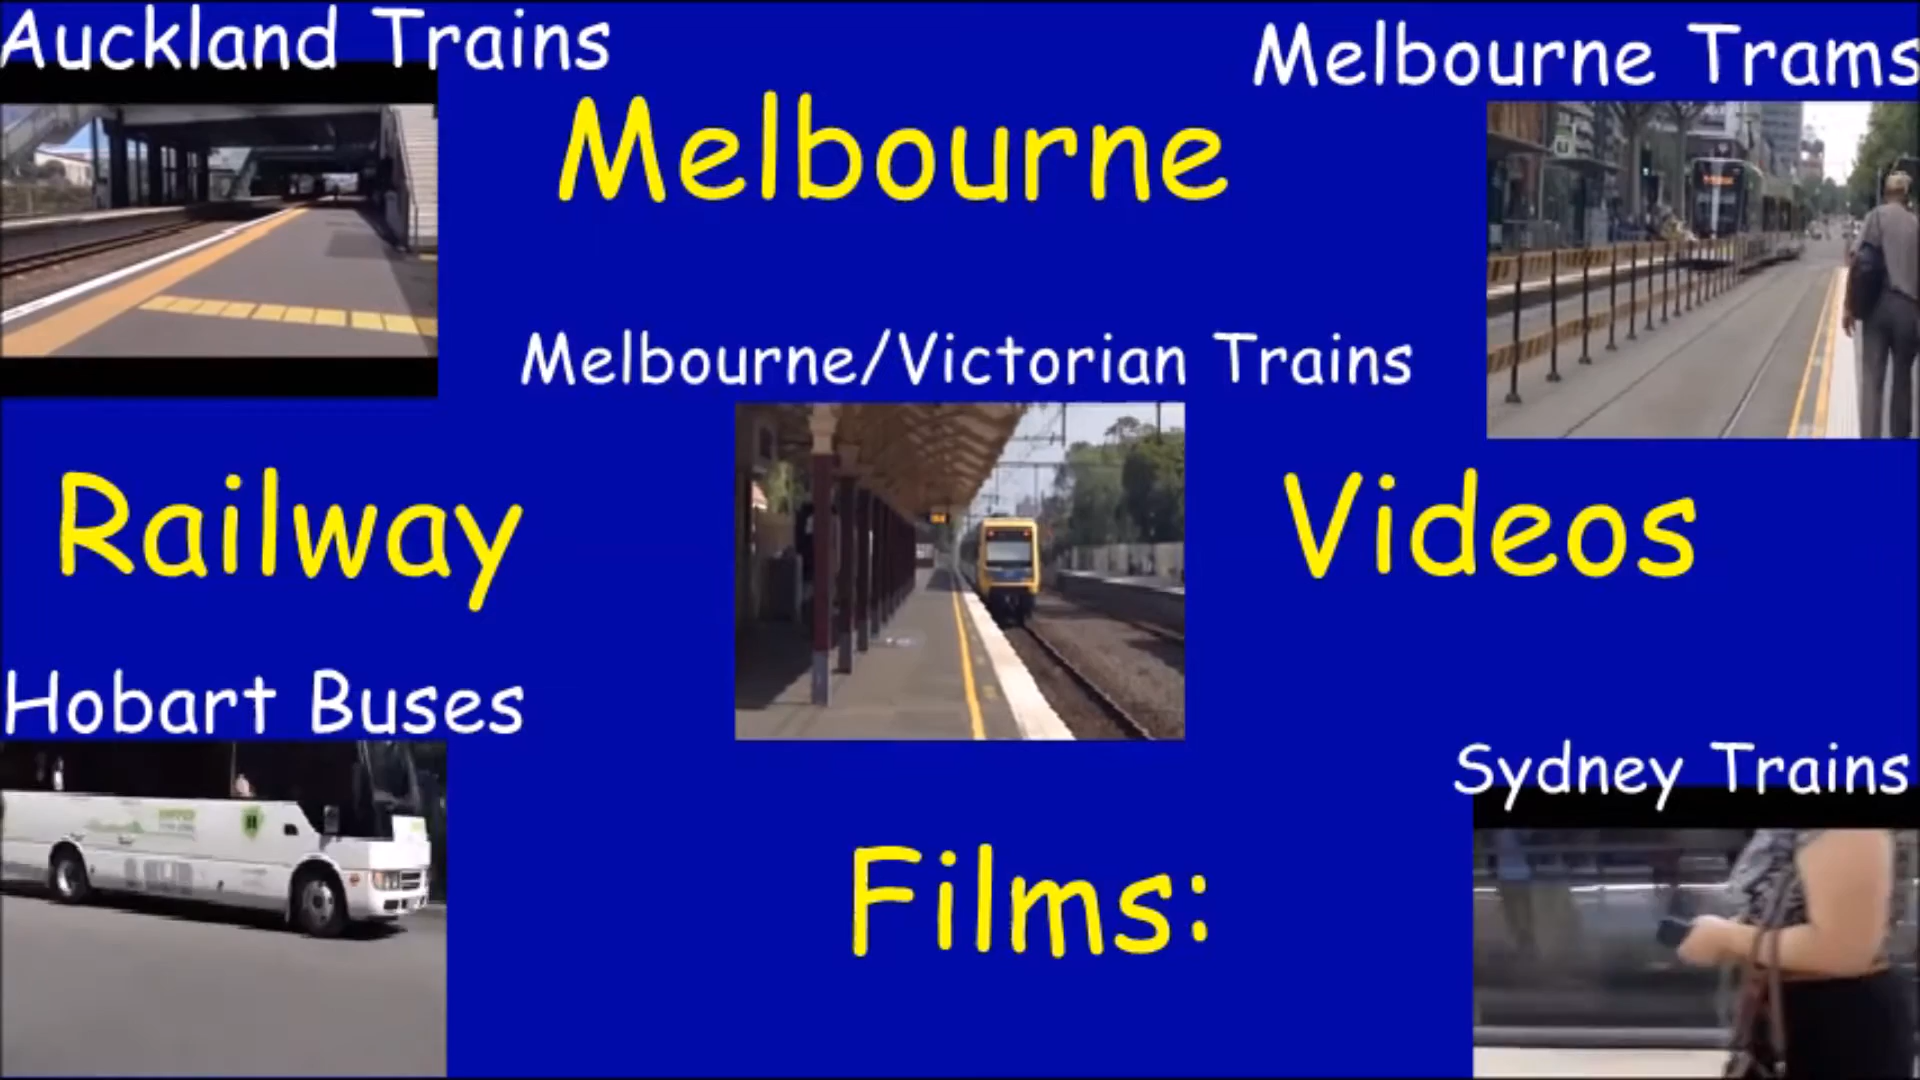 Auckland Trains
Melbourne Trams
Melbourne
Melbourne/Victorian Trains
Railway
Videos
Hobart Buses
Sydney Trains
Films: